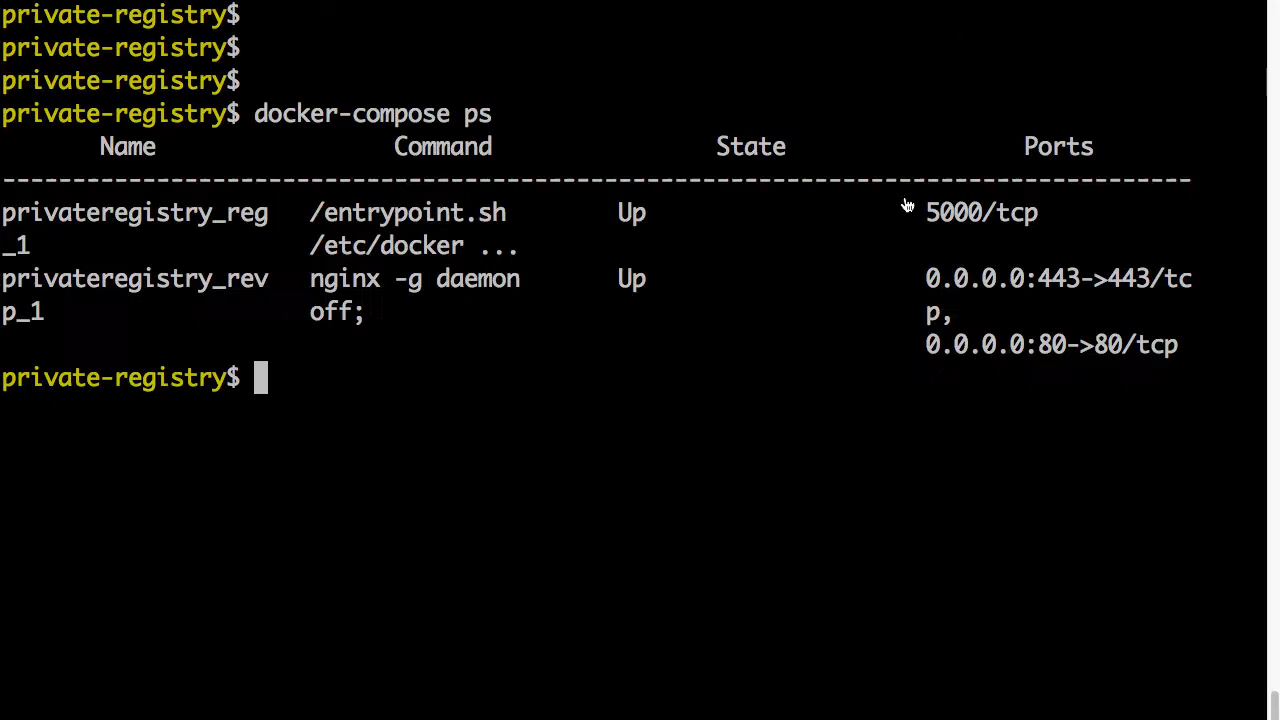 private-registry$
private-registry$
private-registry$
private-registry$ docker-compose ps
Name Command State Ports
-------------------------------------------------------------------------------------
privateregistry_reg /entrypoint.sh Up 5000/tcp
_1 /etc/docker ...
privateregistry_rev nginx -g daemon Up 0.0.0.0:443->443/tc
p_1 off; p,
0.0.0.0:80->80/tcp
private-registry$